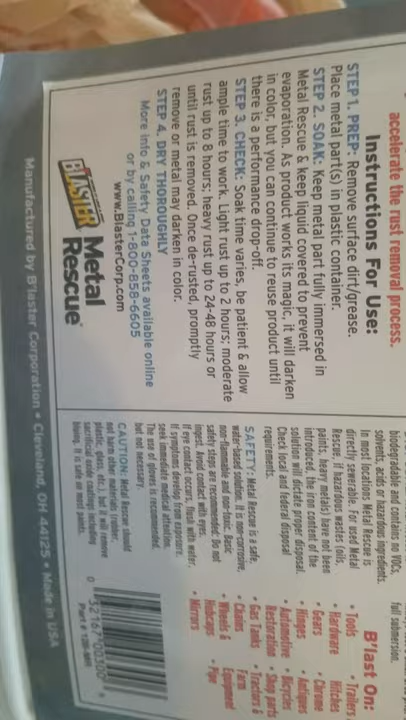 accelerate the rust removal process.
Instructions For Use:
STEP 1. PREP: Remove surface dirt/grease.
Place metal part(s) in plastic container.
STEP 2. SOAK: Keep metal part fully immersed in
Metal Rescue & keep liquid covered to prevent
evaporation. As product works its magic, it will darken
in color, but you can continue to reuse product until
there is a performance drop-off.
STEP 3. CHECK: Soak time varies, be patient & allow
ample time to work. Light rust up to 2 hours; moderate
rust up to 8 hours; heavy rust up to 24-48 hours or
until rust is removed. Once de-rusted, promptly
remove or metal may darken in color.
STEP 4. DRY THOROUGHLY
More info & Safety Data Sheets available online
or by calling 1-800-858-6605
www.BlasterCorp.com
BLASTER Metal
Rescue
Manufactured by B'laster Corporation • Cleveland, OH 44125 • Made in USA
biodegradable and contains no VOCs,
solvents, acids or hazardous ingredients.
In most locations, Metal Rescue is
directly sewerable. For used Metal
Rescue, if hazardous wastes (oils,
paints, heavy metals) have not been
introduced, the iron content of the
solution will dictate proper disposal.
Check local and federal disposal
requirements.
SAFETY: Metal Rescue is a safe,
water-based solution. It is non-corrosive,
non-flammable and non-toxic. Basic
safety steps are recommended: Do not
ingest. Avoid contact with eyes.
If eye contact occurs, flush with water.
If symptoms develop from exposure,
seek immediate medical attention.
The use of gloves is recommended,
but not necessary.
CAUTION: Metal Rescue should
not harm other materials (rubber,
plastic, glass, etc.), but it will remove
sacrificial oxide coatings including
bluing. It is safe on most paints.
full submersion.
B'last On:
• Tools
• Hardware
• Gears
• Hinges
• Automotive
Restoration
• Gas Tanks
• Chains
• Wheels &
Hubcaps
• Mirrors
• Trailers
Hitches
• Chrome
• Antiques
• Bicycles
• Shop parts
• Tractors &
Farm
Equipment
• Pipe
0 32167 00300